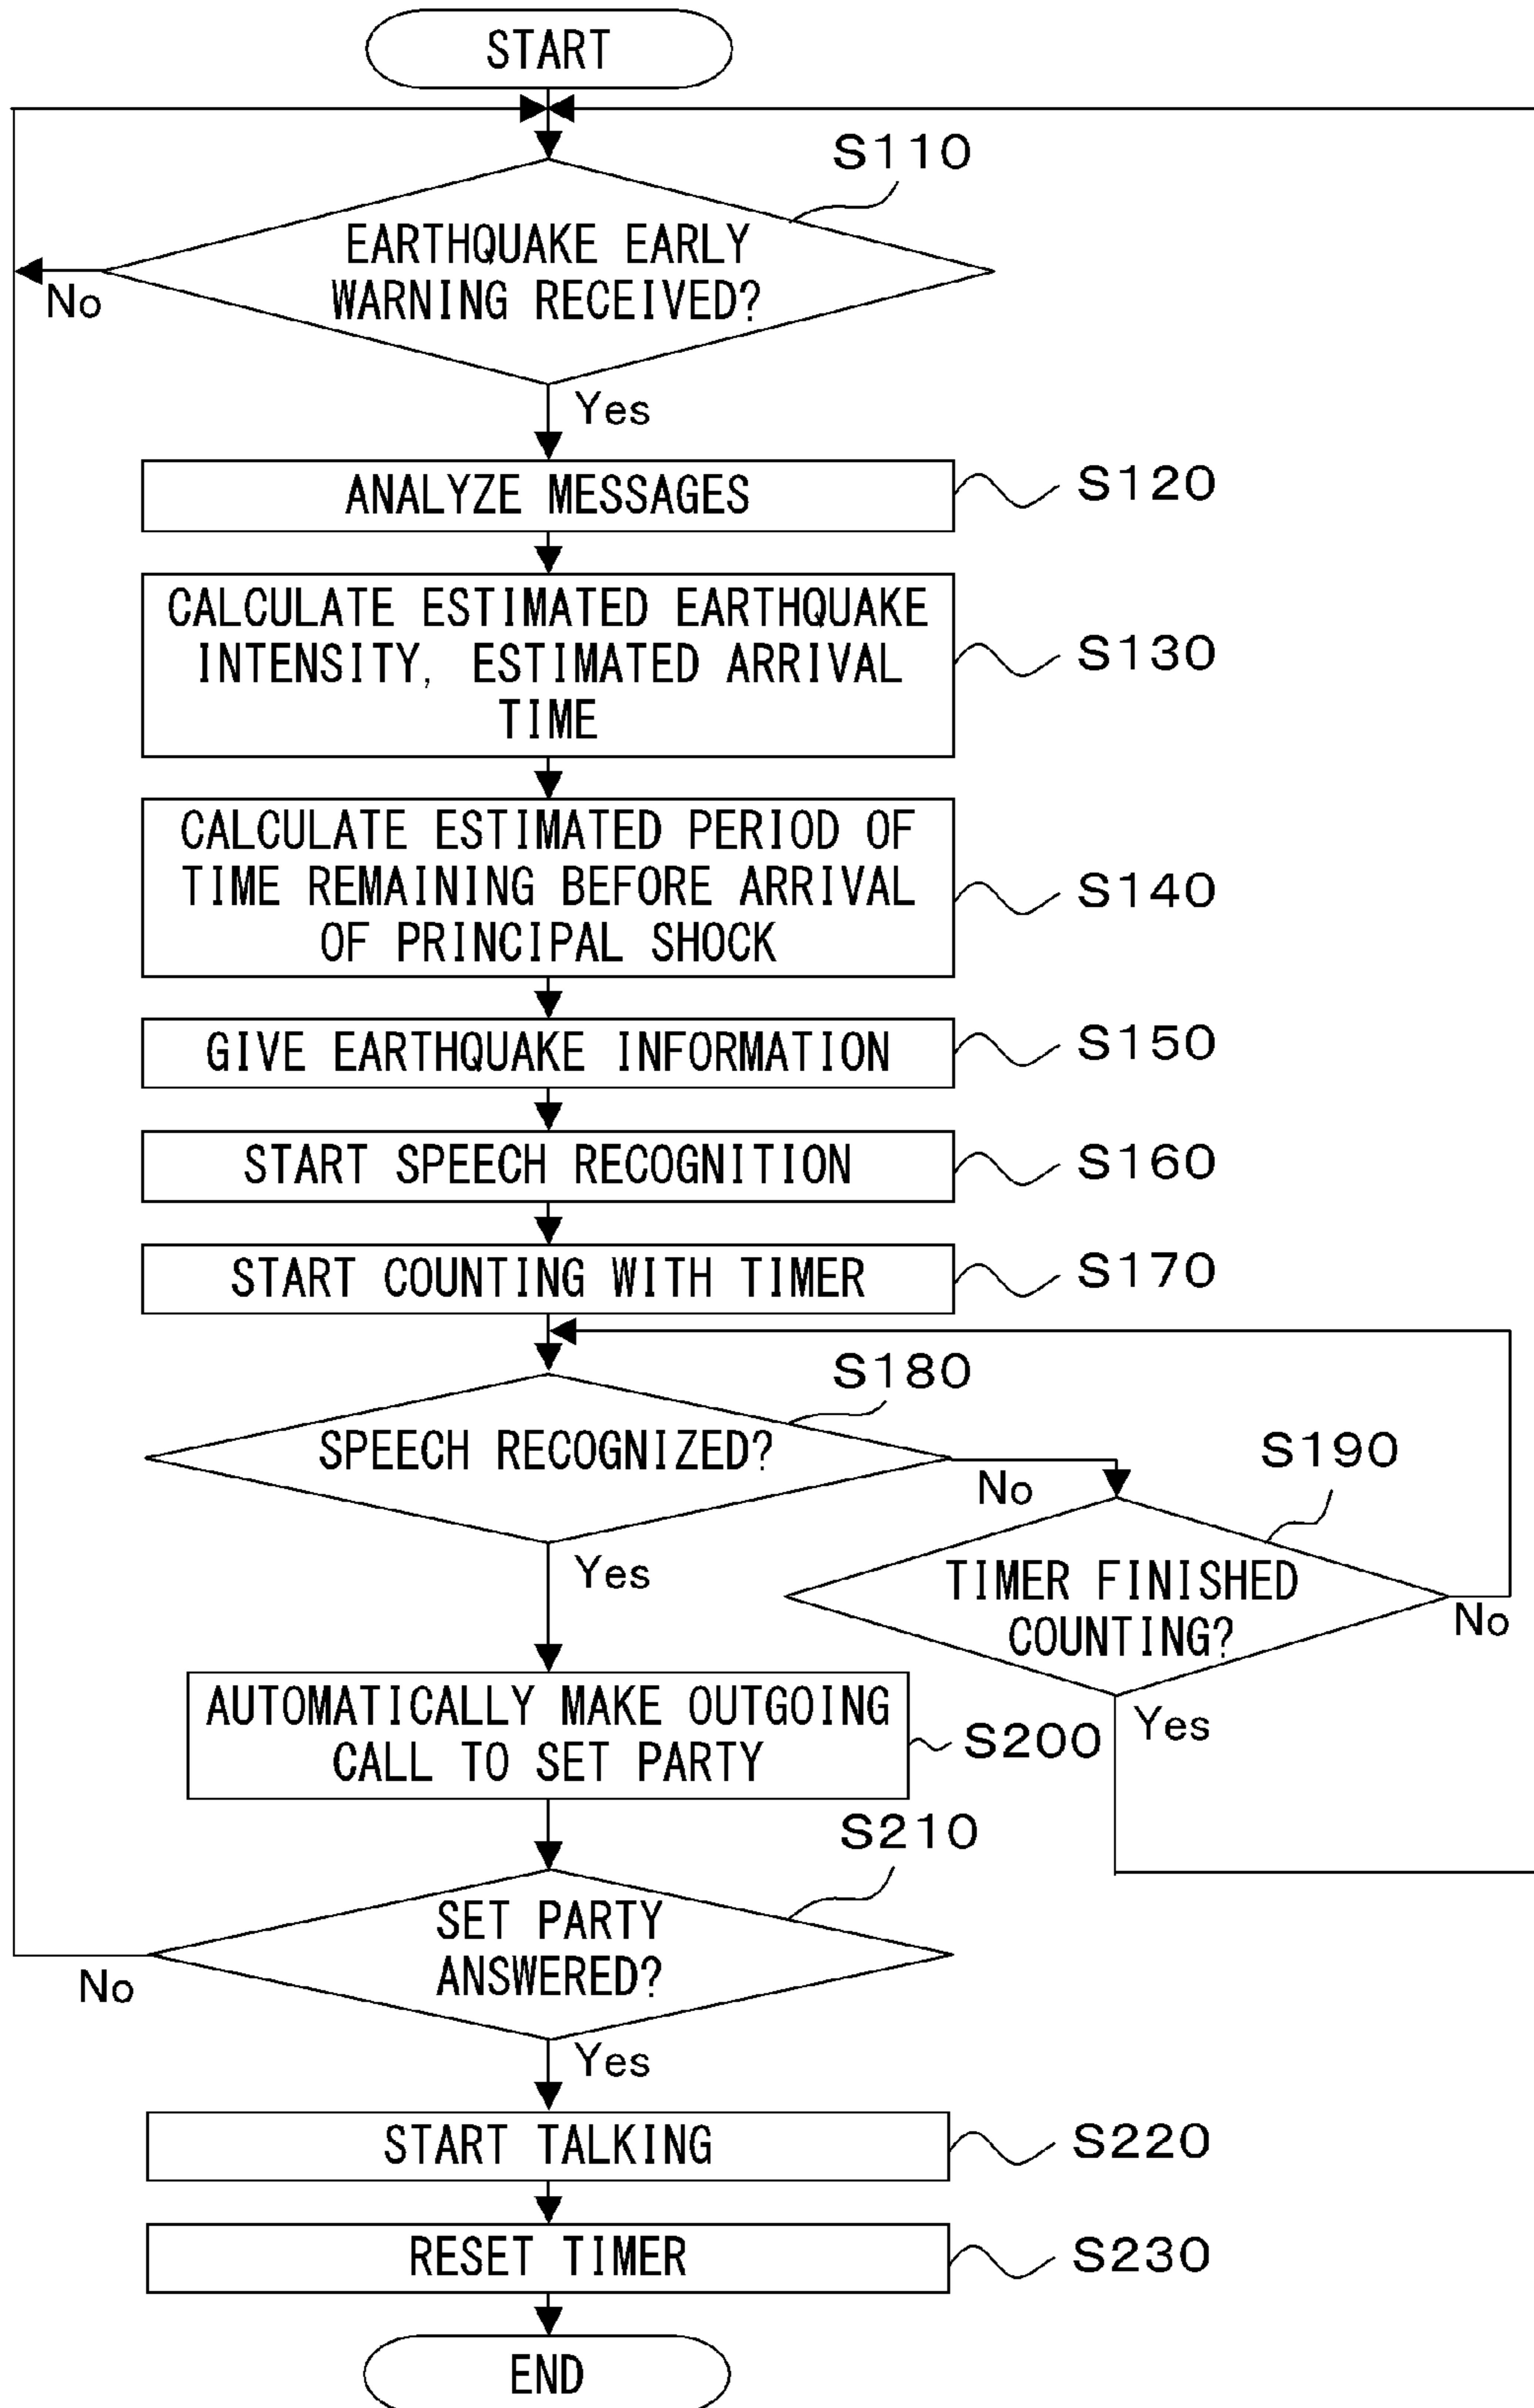 START
S110
EARTHQUAKE EARLY
WARNING RECEIVED?
No
Yes
ANALYZE MESSAGES
S120
CALCULATE ESTIMATED EARTHQUAKE
INTENSITY, ESTIMATED ARRIVAL
TIME
S130
CALCULATE ESTIMATED PERIOD OF
TIME REMAINING BEFORE ARRIVAL
OF PRINCIPAL SHOCK
S140
GIVE EARTHQUAKE INFORMATION
S150
START SPEECH RECOGNITION
S160
START COUNTING WITH TIMER
S170
S180
SPEECH RECOGNIZED?
No
S190
Yes
TIMER FINISHED
COUNTING?
No
Yes
AUTOMATICALLY MAKE OUTGOING
CALL TO SET PARTY
S200
S210
SET PARTY
ANSWERED?
No
Yes
START TALKING
S220
RESET TIMER
S230
END